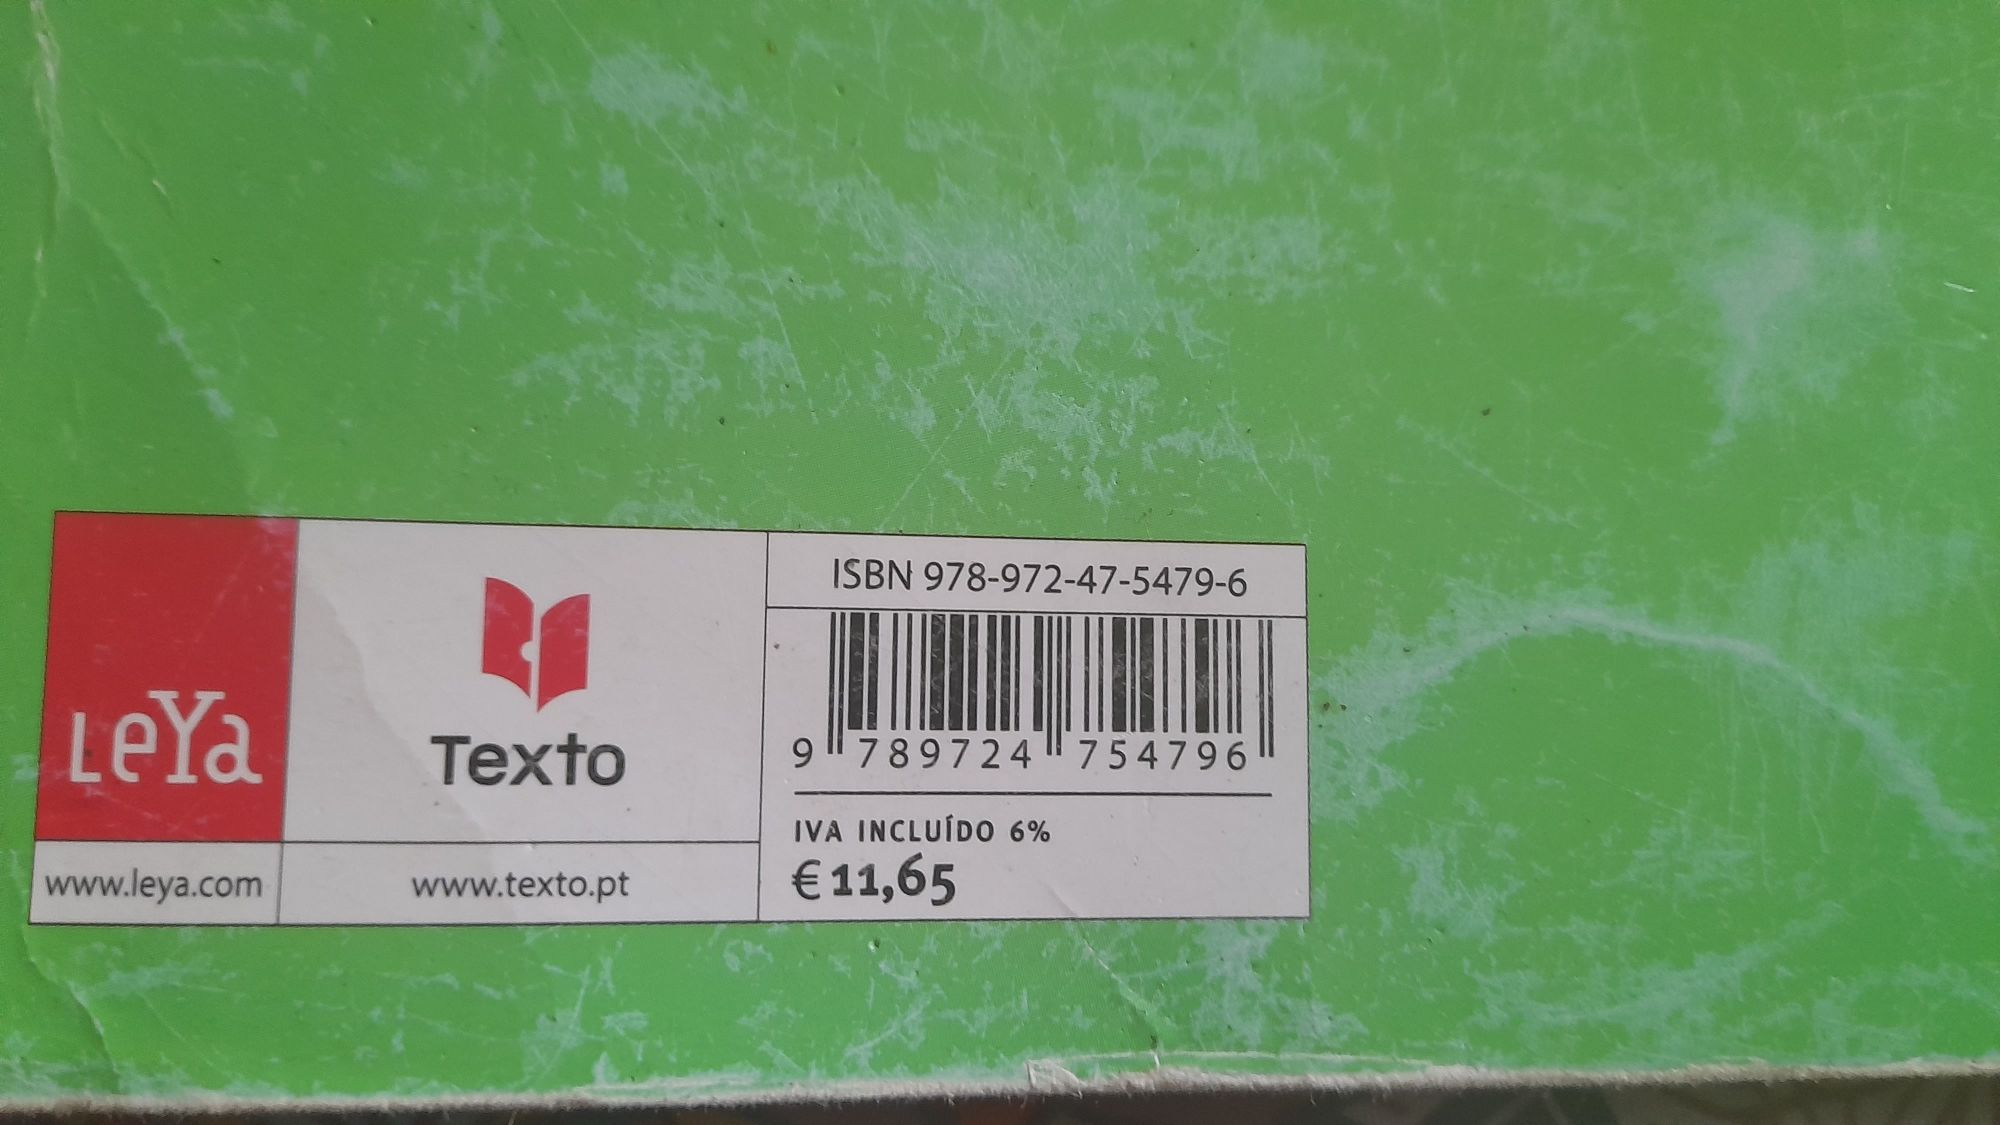 LeYa
www.leya.com
Texto
www.texto.pt
ISBN 978-972-47-5479-6
9 789724 754796
IVA INCLUÍDO 6%
€ 11,65